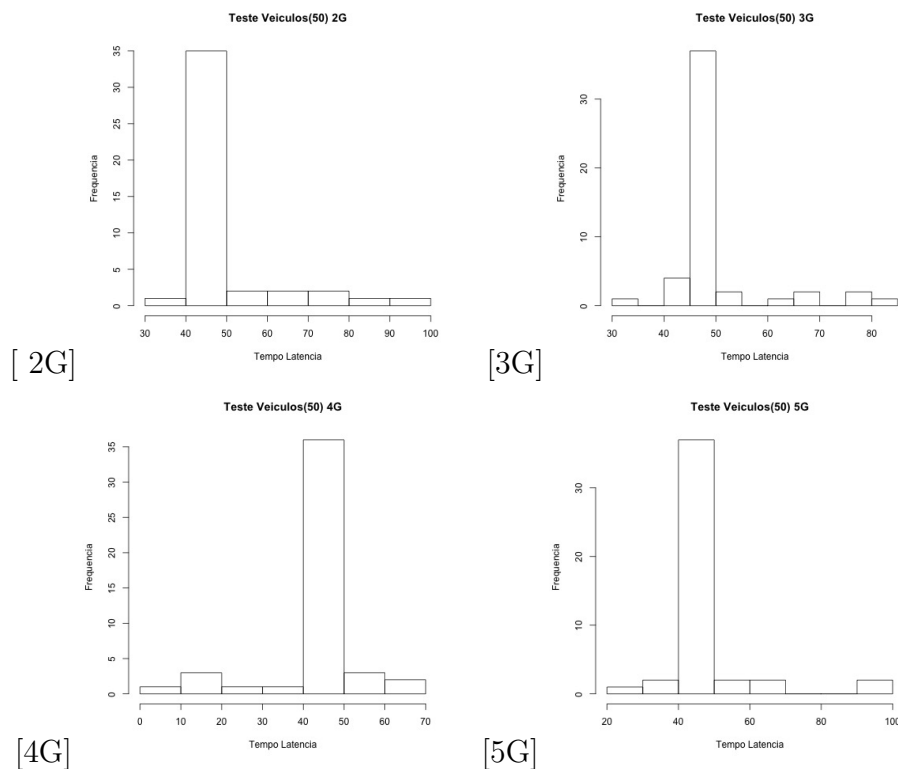 Teste Veiculos(50) 2G
Frequencia
35
30
25
20
15
10
5
0
30 40 50 60 70 80 90 100
Tempo Latencia
[ 2G]
Teste Veiculos(50) 3G
Frequencia
30
20
10
0
30 40 50 60 70 80
Tempo Latencia
[3G]
Teste Veiculos(50) 4G
Frequencia
35
30
25
20
15
10
5
0
0 10 20 30 40 50 60 70
Tempo Latencia
[4G]
Teste Veiculos(50) 5G
Frequencia
30
20
10
0
20 40 60 80 100
Tempo Latencia
[5G]